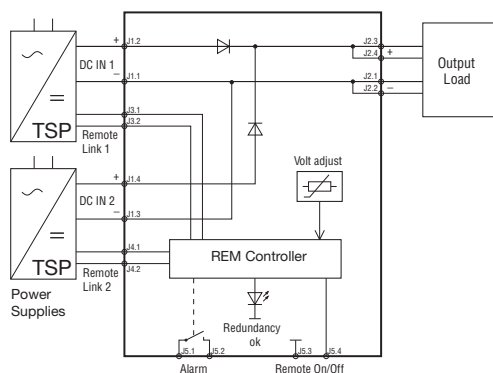 +
J1.2
J2.3
DC IN 1
J2.4
+
Output
Load
−
J1.1
J2.1
J2.2
−
J3.1
TSP
J3.2
Remote
Link 1
Volt adjust
+
J1.4
DC IN 2
−
J1.3
J4.1
REM Controller
TSP
Remote
J4.2
Link 2
Power
Supplies
Redundancy
ok
J5.1
J5.2
J5.3
J5.4
Alarm
Remote On/Off